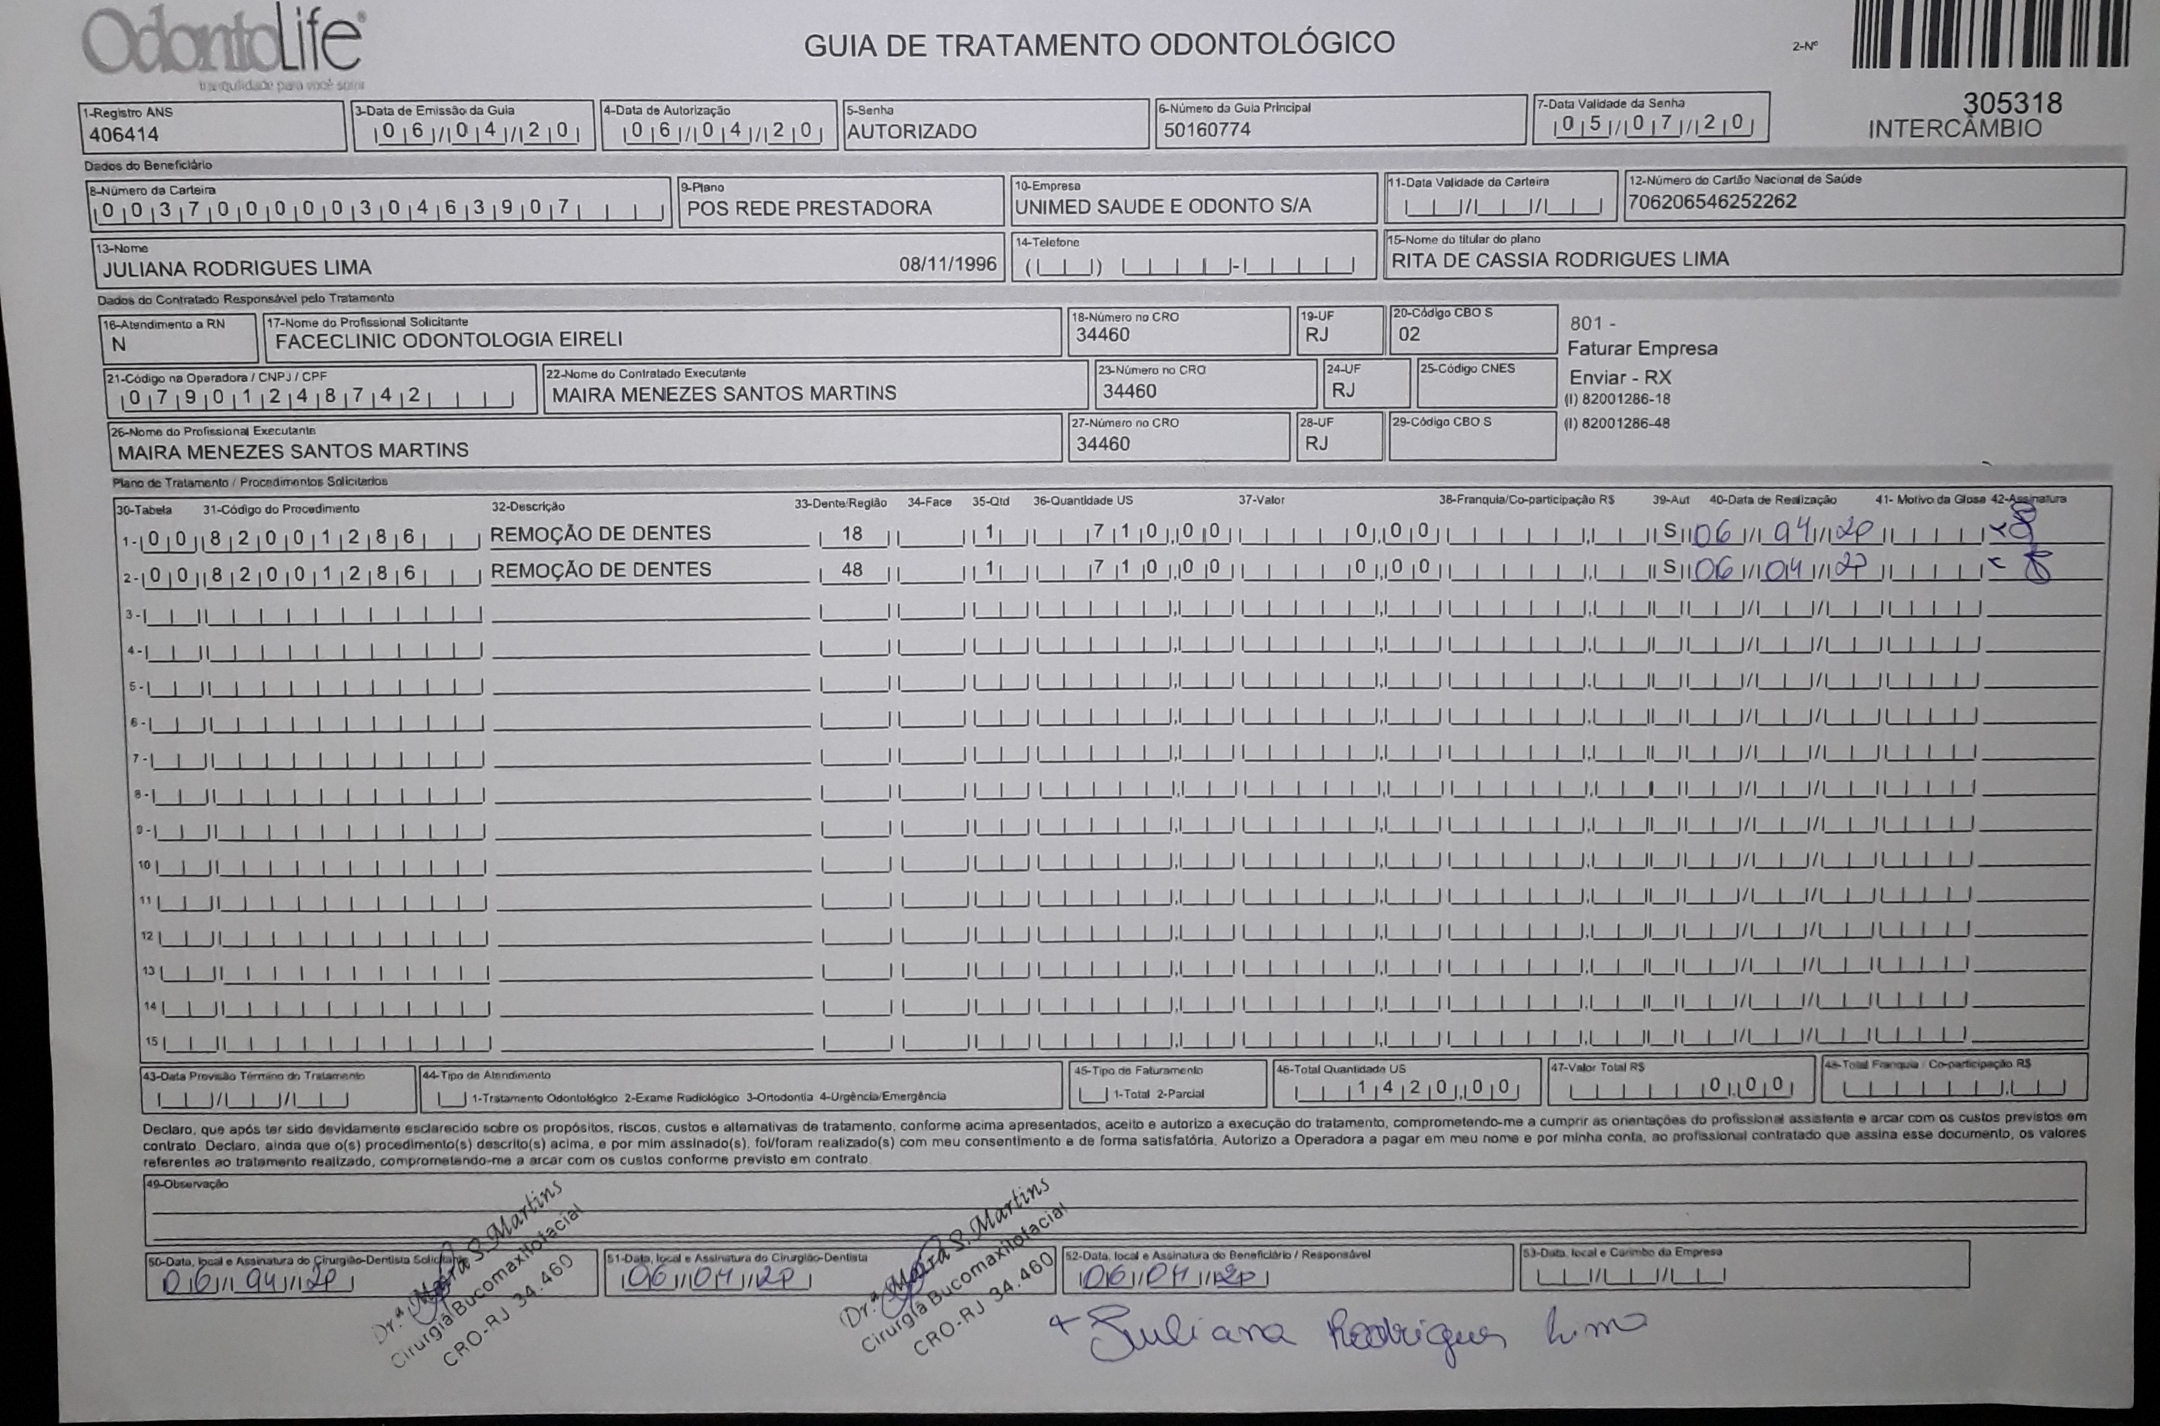 OdontoLife
tranquilidade para você sorrir
GUIA DE TRATAMENTO ODONTOLÓGICO
2-Nº
305318
INTERCÂMBIO
1-Registro ANS
406414
3-Data de Emissão da Guia
06/04/20
4-Data de Autorização
06/04/20
5-Senha
AUTORIZADO
6-Número da Guia Principal
50160774
7-Data Validade da Senha
05/07/20
Dados do Beneficiário
8-Número da Carteira
00370000030463907
9-Plano
POS REDE PRESTADORA
10-Empresa
UNIMED SAUDE E ODONTO S/A
11-Data Validade da Carteira
12-Número do Cartão Nacional de Saúde
706206546252262
13-Nome
JULIANA RODRIGUES LIMA 08/11/1996
14-Telefone
15-Nome do titular do plano
RITA DE CASSIA RODRIGUES LIMA
Dados do Contratado Responsável pelo Tratamento
16-Atendimento a RN
N
17-Nome do Profissional Solicitante
FACECLINIC ODONTOLOGIA EIRELI
18-Número no CRO
34460
19-UF
RJ
20-Código CBO S
02
801 -
Faturar Empresa
Enviar - RX
(I) 82001286-18
(I) 82001286-48
21-Código na Operadora / CNPJ / CPF
07901248742
22-Nome do Contratado Executante
MAIRA MENEZES SANTOS MARTINS
23-Número no CRO
34460
24-UF
RJ
25-Código CNES
26-Nome do Profissional Executante
MAIRA MENEZES SANTOS MARTINS
27-Número no CRO
34460
28-UF
RJ
29-Código CBO S
Plano de Tratamento / Procedimentos Solicitados
30-Tabela 31-Código do Procedimento 32-Descrição 33-Dente/Região 34-Face 35-Qtd 36-Quantidade US 37-Valor 38-Franquia/Co-participação R$ 39-Aut 40-Data de Realização 41- Motivo da Glosa 42-Assinatura
1- 00 82001286 REMOÇÃO DE DENTES 18 1 710,00 0,00 S 06/04/20
2- 00 82001286 REMOÇÃO DE DENTES 48 1 710,00 0,00 S 06/04/20
3-
4-
5-
6-
7-
8-
9-
10
11
12
13
14
15
43-Data Previsão Término do Tratamento
44-Tipo de Atendimento
1-Tratamento Odontológico 2-Exame Radiológico 3-Ortodontia 4-Urgência/Emergência
45-Tipo de Faturamento
1-Total 2-Parcial
46-Total Quantidade US
1420,00
47-Valor Total R$
0,00
48-Total Franquia / Co-participação R$
Declaro, que após ter sido devidamente esclarecido sobre os propósitos, riscos, custos e alternativas de tratamento, conforme acima apresentados, aceito e autorizo a execução do tratamento, comprometendo-me a cumprir as orientações do profissional assistente e arcar com os custos previstos em
contrato. Declaro, ainda que o(s) procedimento(s) descrito(s) acima, e por mim assinado(s), foi/foram realizado(s) com meu consentimento e de forma satisfatória. Autorizo a Operadora a pagar em meu nome e por minha conta, ao profissional contratado que assina esse documento, os valores
referentes ao tratamento realizado, comprometendo-me a arcar com os custos conforme previsto em contrato.
49-Observação
50-Data, local e Assinatura do Cirurgião-Dentista Solicitante
06/04/20
Dr.ª Maira S. Martins
Cirurgiã Bucomaxilofacial
CRO-RJ 34.460
51-Data, local e Assinatura do Cirurgião-Dentista
06/04/20
Dr.ª Maira S. Martins
Cirurgiã Bucomaxilofacial
CRO-RJ 34.460
52-Data, local e Assinatura do Beneficiário / Responsável
06/04/20
Juliana Rodrigues Lima
53-Data, local e Carimbo da Empresa